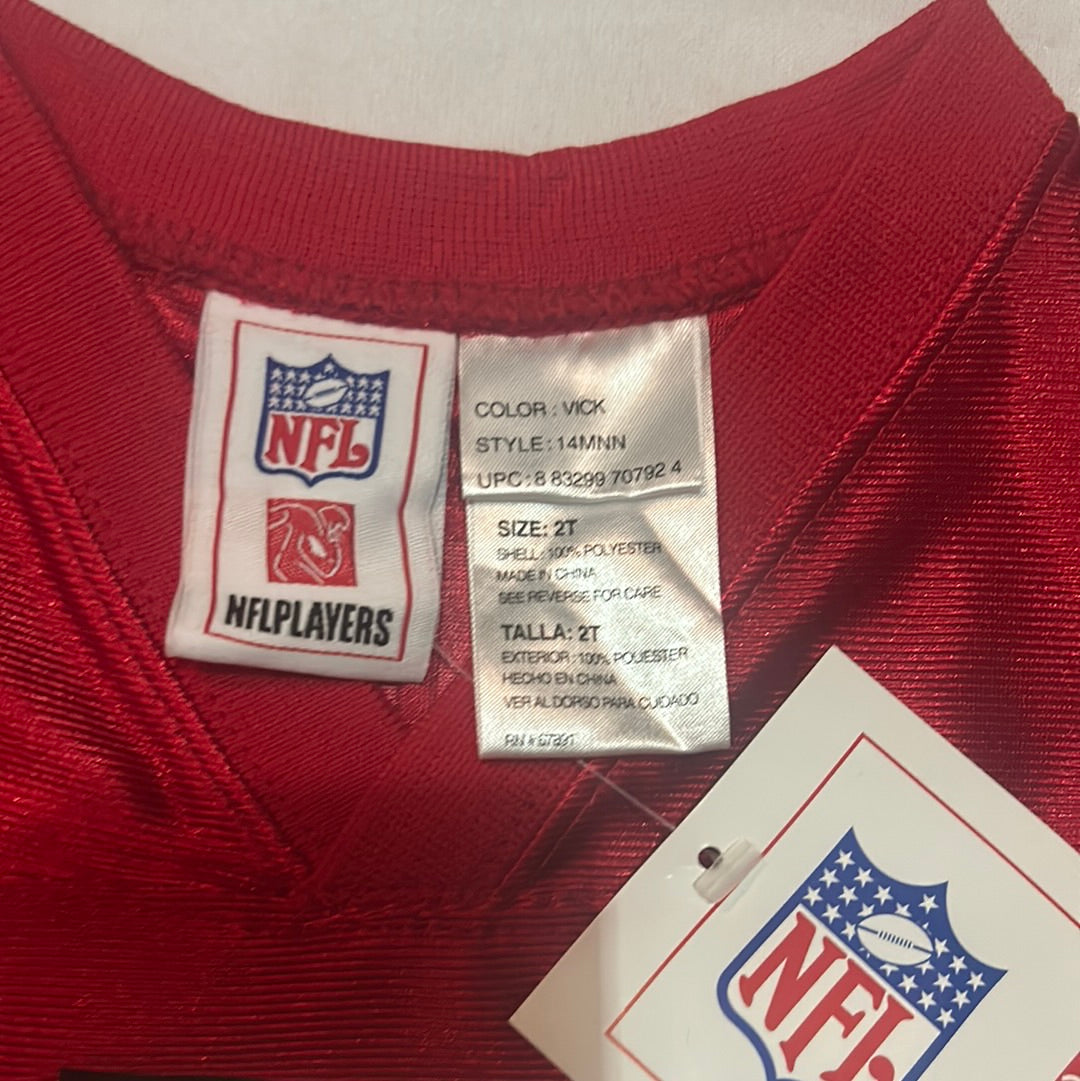 NFL
NFLPLAYERS
COLOR : VICK
STYLE : 14MNN
UPC : 8 83299 70792 4
SIZE: 2T
SHELL : 100% POLYESTER
MADE IN CHINA
SEE REVERSE FOR CARE
TALLA: 2T
EXTERIOR : 100% POLIESTER
HECHO EN CHINA
VER AL DORSO PARA CUIDADO
RN #
NFL